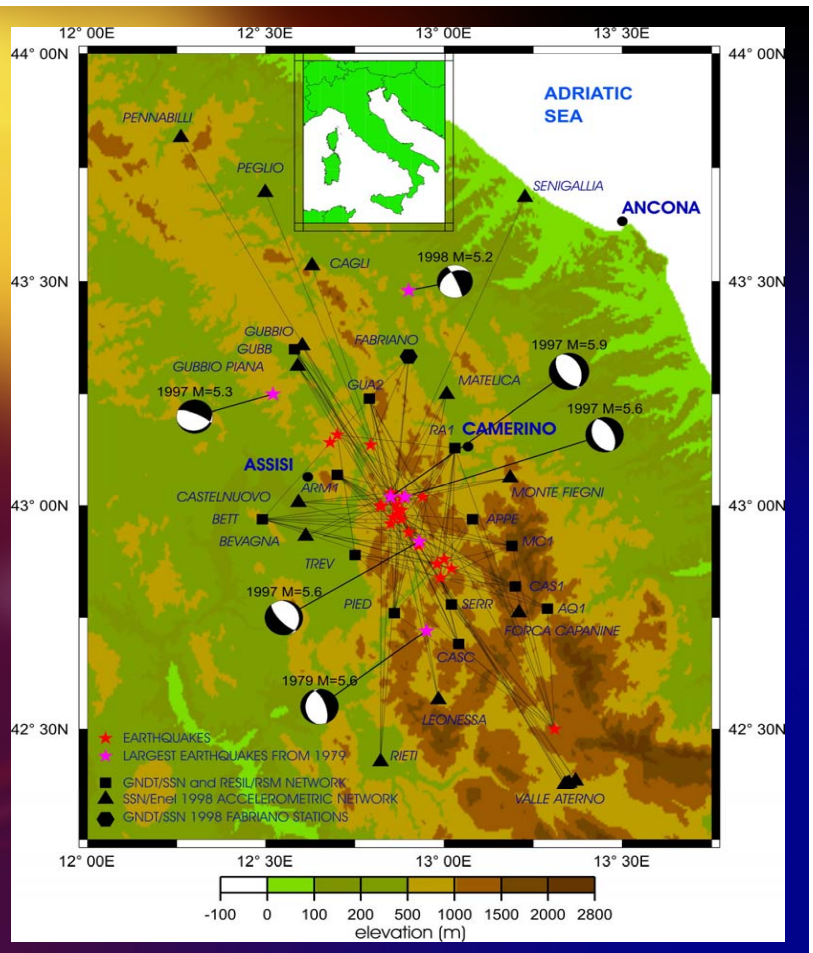 12° 00E
12° 30E
13° 00E
13° 30E
44° 00N
44° 00N
ADRIATIC
SEA
PENNABILLI
PEGLIO
SENIGALLIA
ANCONA
1998 M=5.2
CAGLI
43° 30N
43° 30N
GUBBIO
FABRIANO
GUBB
1997 M=5.9
GUBBIO PIANA
GUA2
MATELICA
1997 M=5.3
1997 M=5.6
RA1
CAMERINO
ASSISI
ARM1
MONTE FIEGNI
CASTELNUOVO
43° 00N
43° 00N
BETT
APPE
BEVAGNA
MC1
TREV
CAS1
1997 M=5.6
PIED
SERR
AQ1
FORCA CAPANINE
CASC
1979 M=5.6
LEONESSA
42° 30N
42° 30N
EARTHQUAKES
LARGEST EARTHQUAKES FROM 1979
RIETI
GNDT/SSN and RESIL/RSM NETWORK
SSN/Enel 1998 ACCELEROMETRIC NETWORK
VALLE ATERNO
GNDT/SSN 1998 FABRIANO STATIONS
12° 00E
12° 30E
13° 00E
13° 30E
-100 0 100 200 500 1000 1500 2000 2800
elevation (m)